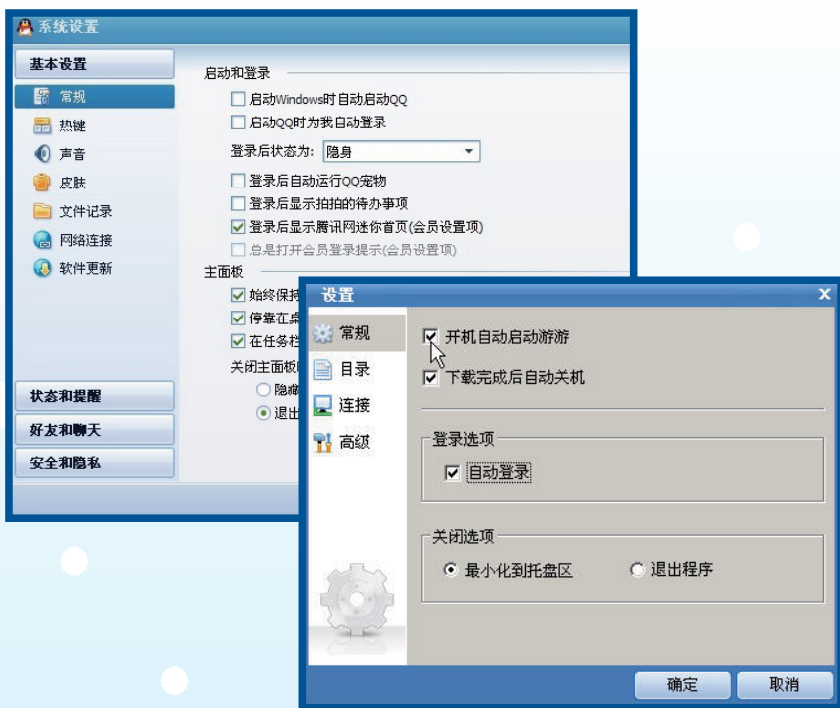 系统设置
基本设置
常规
热键
声音
皮肤
文件记录
网络连接
软件更新
状态和提醒
好友和聊天
安全和隐私
启动和登录
启动Windows时自动启动QQ
启动QQ时为我自动登录
登录后状态为: 隐身
登录后自动运行QQ宠物
登录后显示拍拍的待办事项
登录后显示腾讯网迷你首页(会员设置项)
总是打开会员登录提示(会员设置项)
主面板
始终保持
停靠在桌
在任务栏
关闭主面板
隐藏
退出
设置
X
常规
目录
连接
高级
开机自动启动游游
下载完成后自动关机
登录选项
自动登录
关闭选项
最小化到托盘区 退出程序
确定 取消